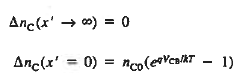 Δn_C(x' → ∞) = 0
Δn_C(x' = 0) = n_C0(e^{qV_CB/kT} − 1)